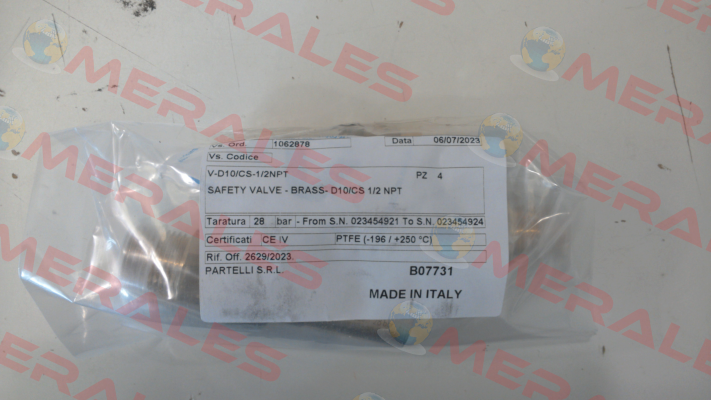 Vs. Ord. 1062878 Data 06/07/2023
Vs. Codice
V-D10/CS-1/2NPT PZ 4
SAFETY VALVE - BRASS- D10/CS 1/2 NPT
Taratura 28 bar - From S.N. 023454921 To S.N. 023454924
Certificati CE IV PTFE (-196 / +250 °C)
Rif. Off. 2629/2023
PARTELLI S.R.L. B07731
MADE IN ITALY
MERALES
MERALES
MERALES
MERALES
MERALES